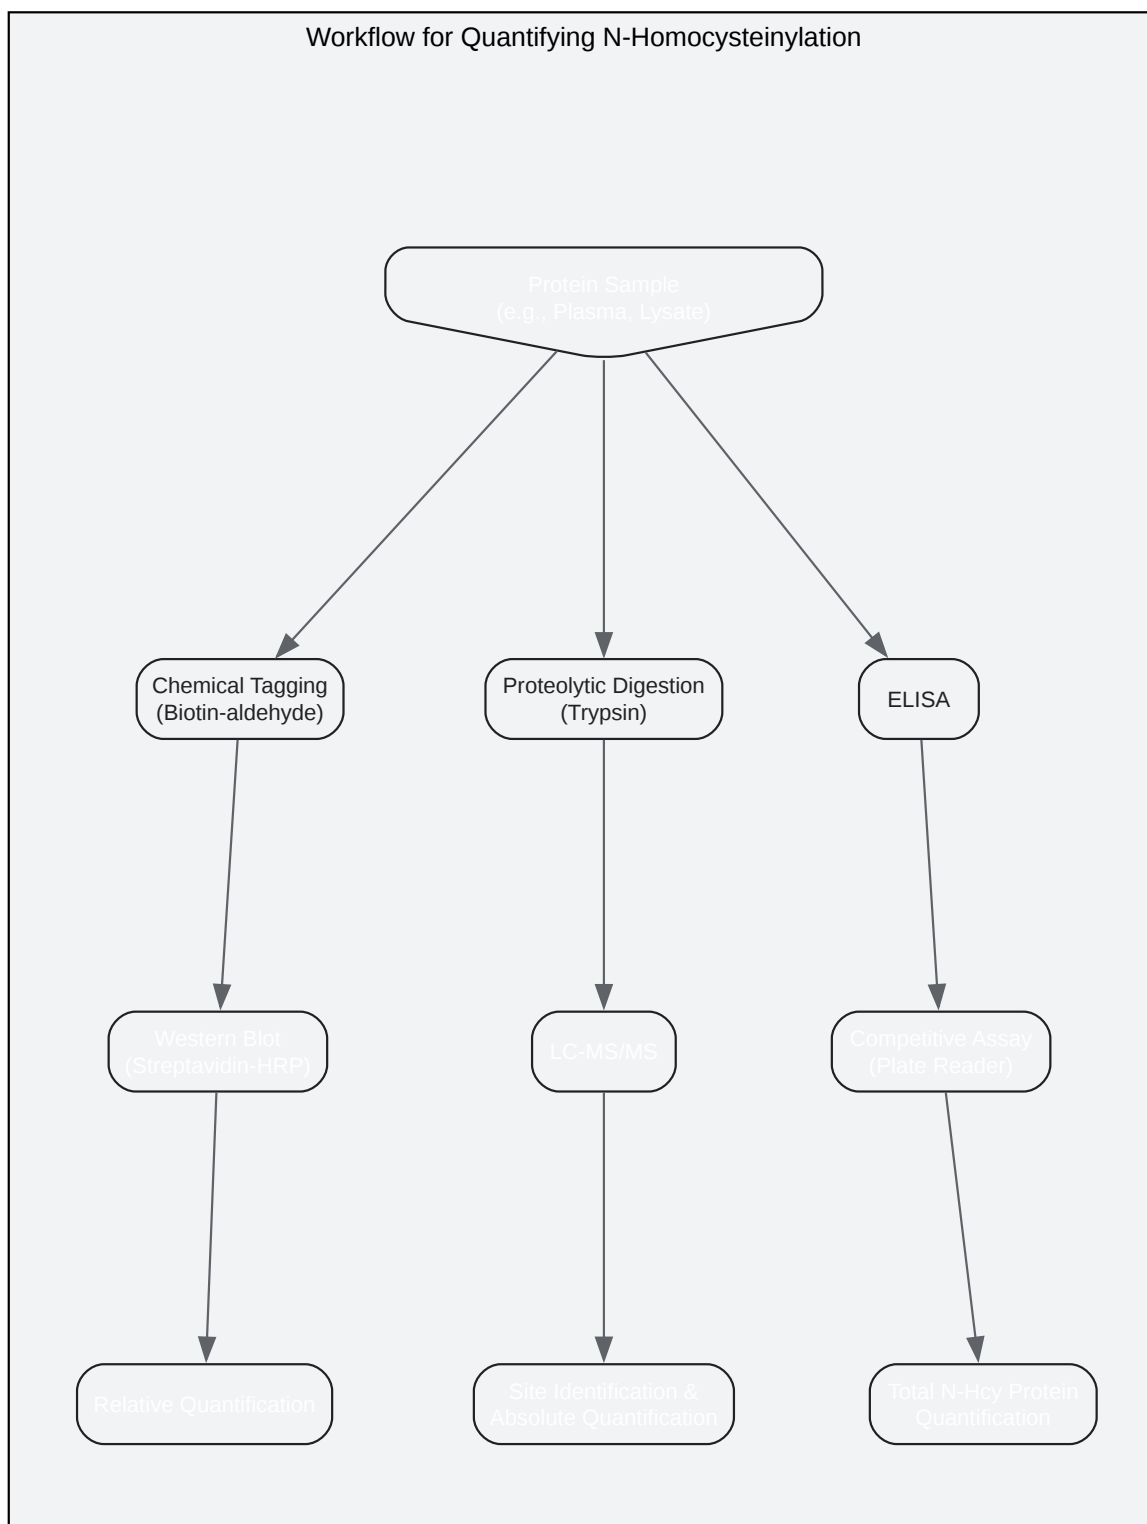 Workflow for Quantifying N-Homocysteinylation
Protein Sample
(e.g., Plasma, Lysate)
Chemical Tagging
(Biotin-aldehyde)
Proteolytic Digestion
(Trypsin)
ELISA
Western Blot
(Streptavidin-HRP)
LC-MS/MS
Competitive Assay
(Plate Reader)
Relative Quantification
Site Identification &
Absolute Quantification
Total N-Hcy Protein
Quantification